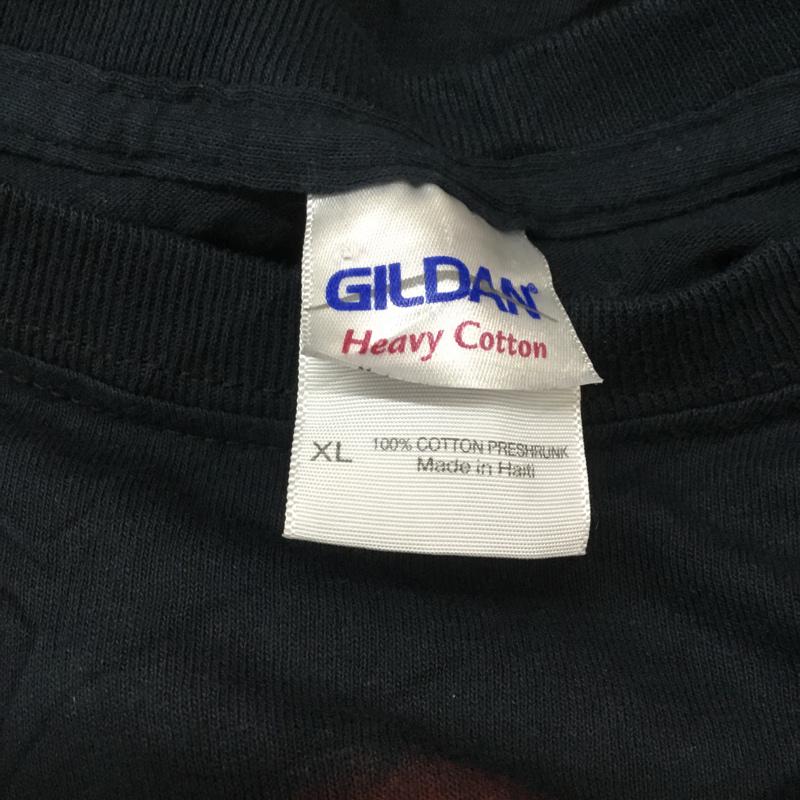 GILDAN®
Heavy Cotton
XL
100% COTTON PRESHRUNK
Made in Haiti